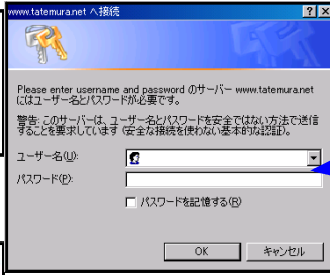 www.tatemura.net へ接続
Please enter username and password のサーバー www.tatemura.net
にはユーザー名とパスワードが必要です。
警告: このサーバーは、ユーザー名とパスワードを安全ではない方法で送信
することを要求しています (安全な接続を使わない基本的な認証)。
ユーザー名(U):
パスワード(P):
パスワードを記憶する(R)
OK キャンセル